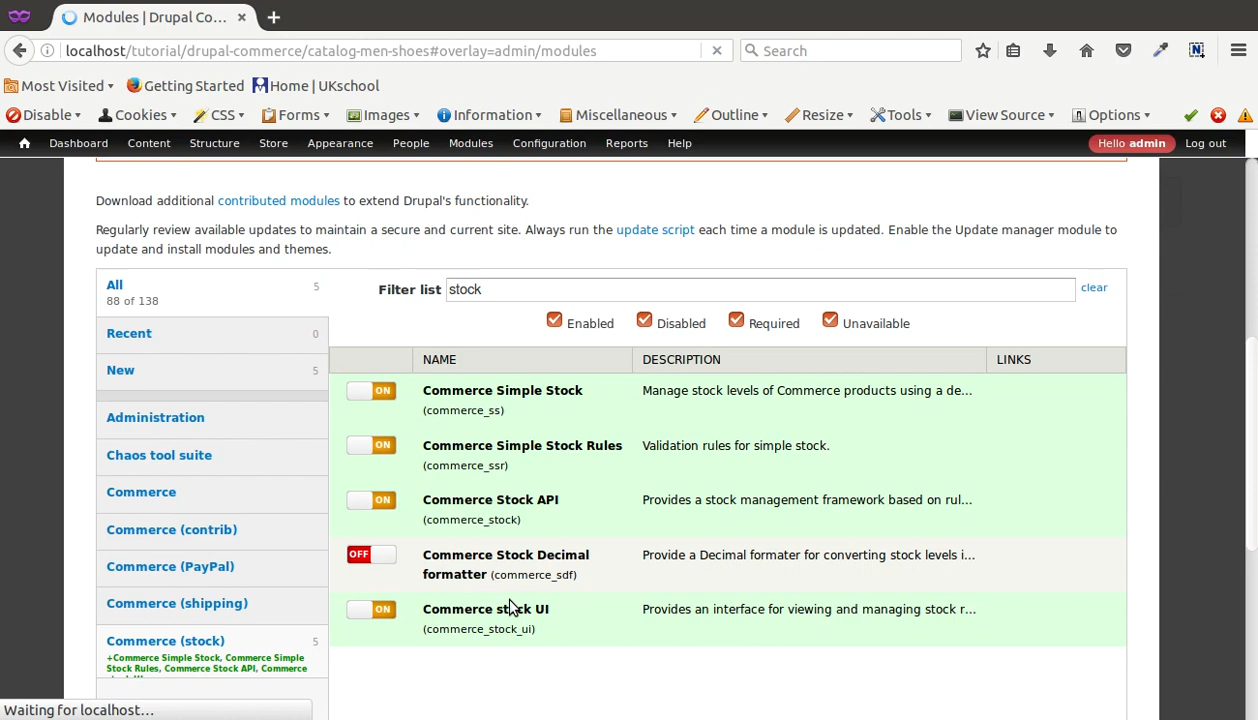 Modules | Drupal Co...
localhost/tutorial/drupal-commerce/catalog-men-shoes#overlay=admin/modules
Search
Most Visited
Getting Started
Home | UKschool
Disable
Cookies
CSS
Forms
Images
Information
Miscellaneous
Outline
Resize
Tools
View Source
Options
Dashboard
Content
Structure
Store
Appearance
People
Modules
Configuration
Reports
Help
Hello admin
Log out
Download additional contributed modules to extend Drupal's functionality.
Regularly review available updates to maintain a secure and current site. Always run the update script each time a module is updated. Enable the Update manager module to
update and install modules and themes.
All 5
88 of 138
Recent 0
New 5
Administration
Chaos tool suite
Commerce
Commerce (contrib)
Commerce (PayPal)
Commerce (shipping)
Commerce (stock) 5
+Commerce Simple Stock, Commerce Simple
Stock Rules, Commerce Stock API, Commerce
Filter list stock clear
Enabled Disabled Required Unavailable
NAME DESCRIPTION LINKS
ON Commerce Simple Stock Manage stock levels of Commerce products using a de...
(commerce_ss)
ON Commerce Simple Stock Rules Validation rules for simple stock.
(commerce_ssr)
ON Commerce Stock API Provides a stock management framework based on rul...
(commerce_stock)
OFF Commerce Stock Decimal Provide a Decimal formater for converting stock levels i...
formatter (commerce_sdf)
ON Commerce stock UI Provides an interface for viewing and managing stock r...
(commerce_stock_ui)
Waiting for localhost...